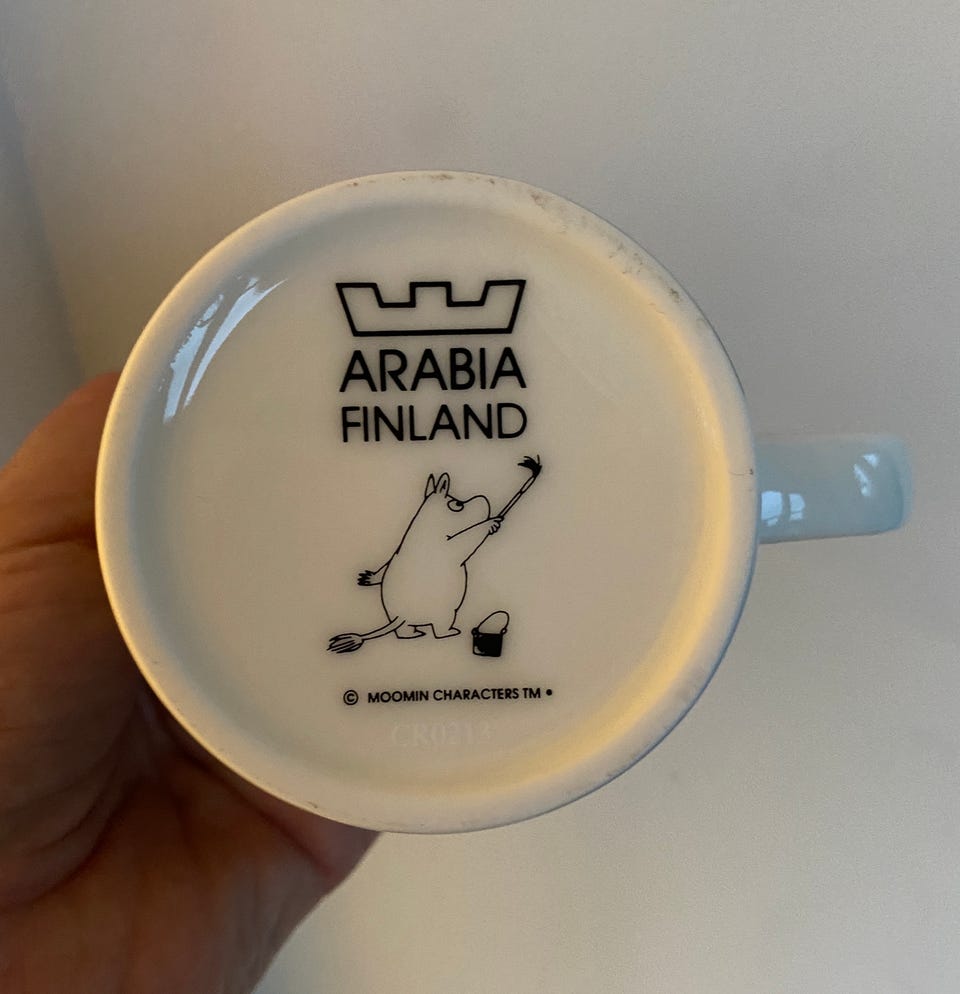 ARABIA
FINLAND
© MOOMIN CHARACTERS TM •
CR0213